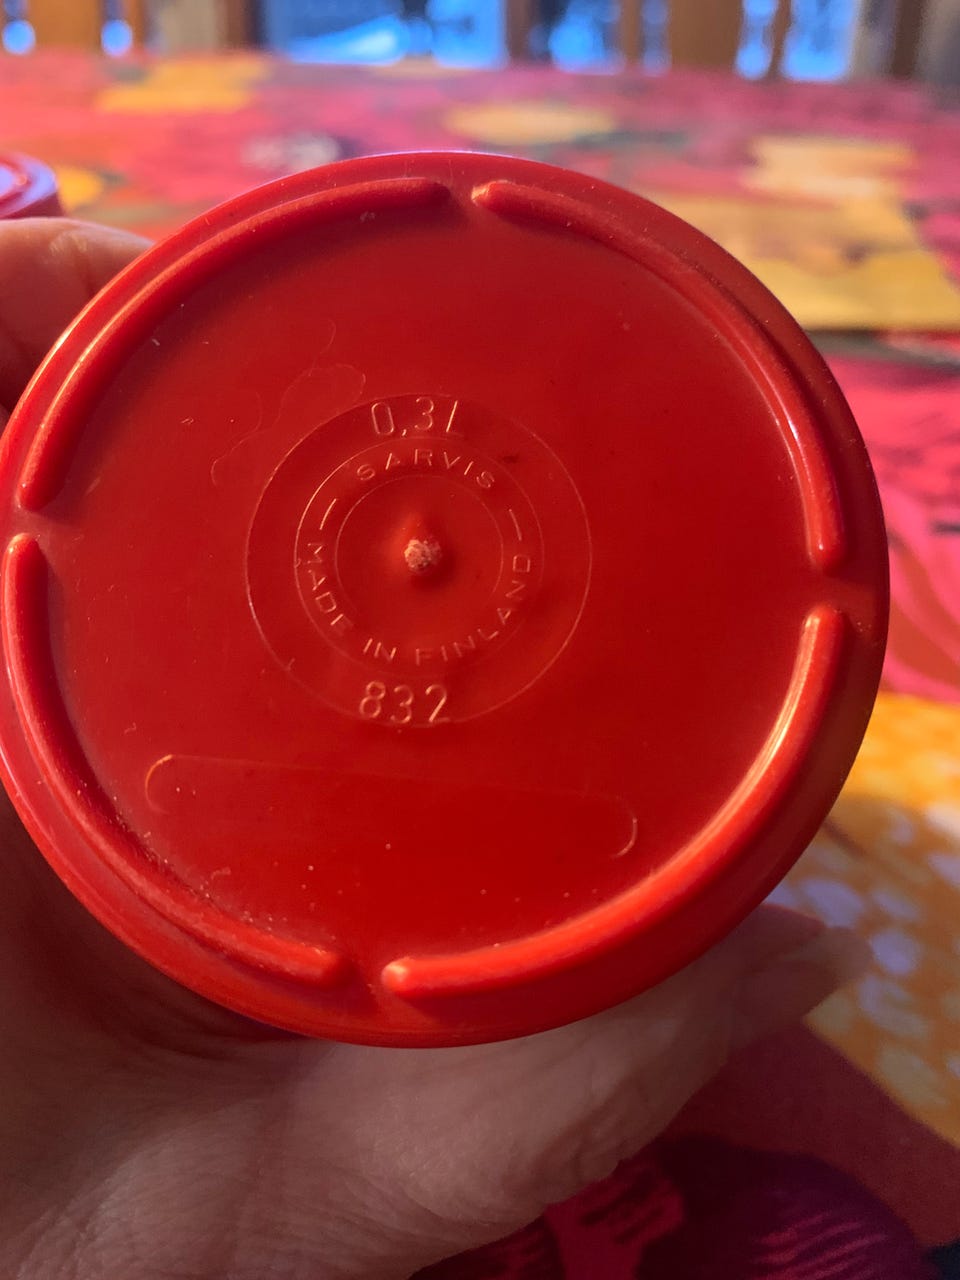 0,3L
SARVIS
MADE IN FINLAND
832